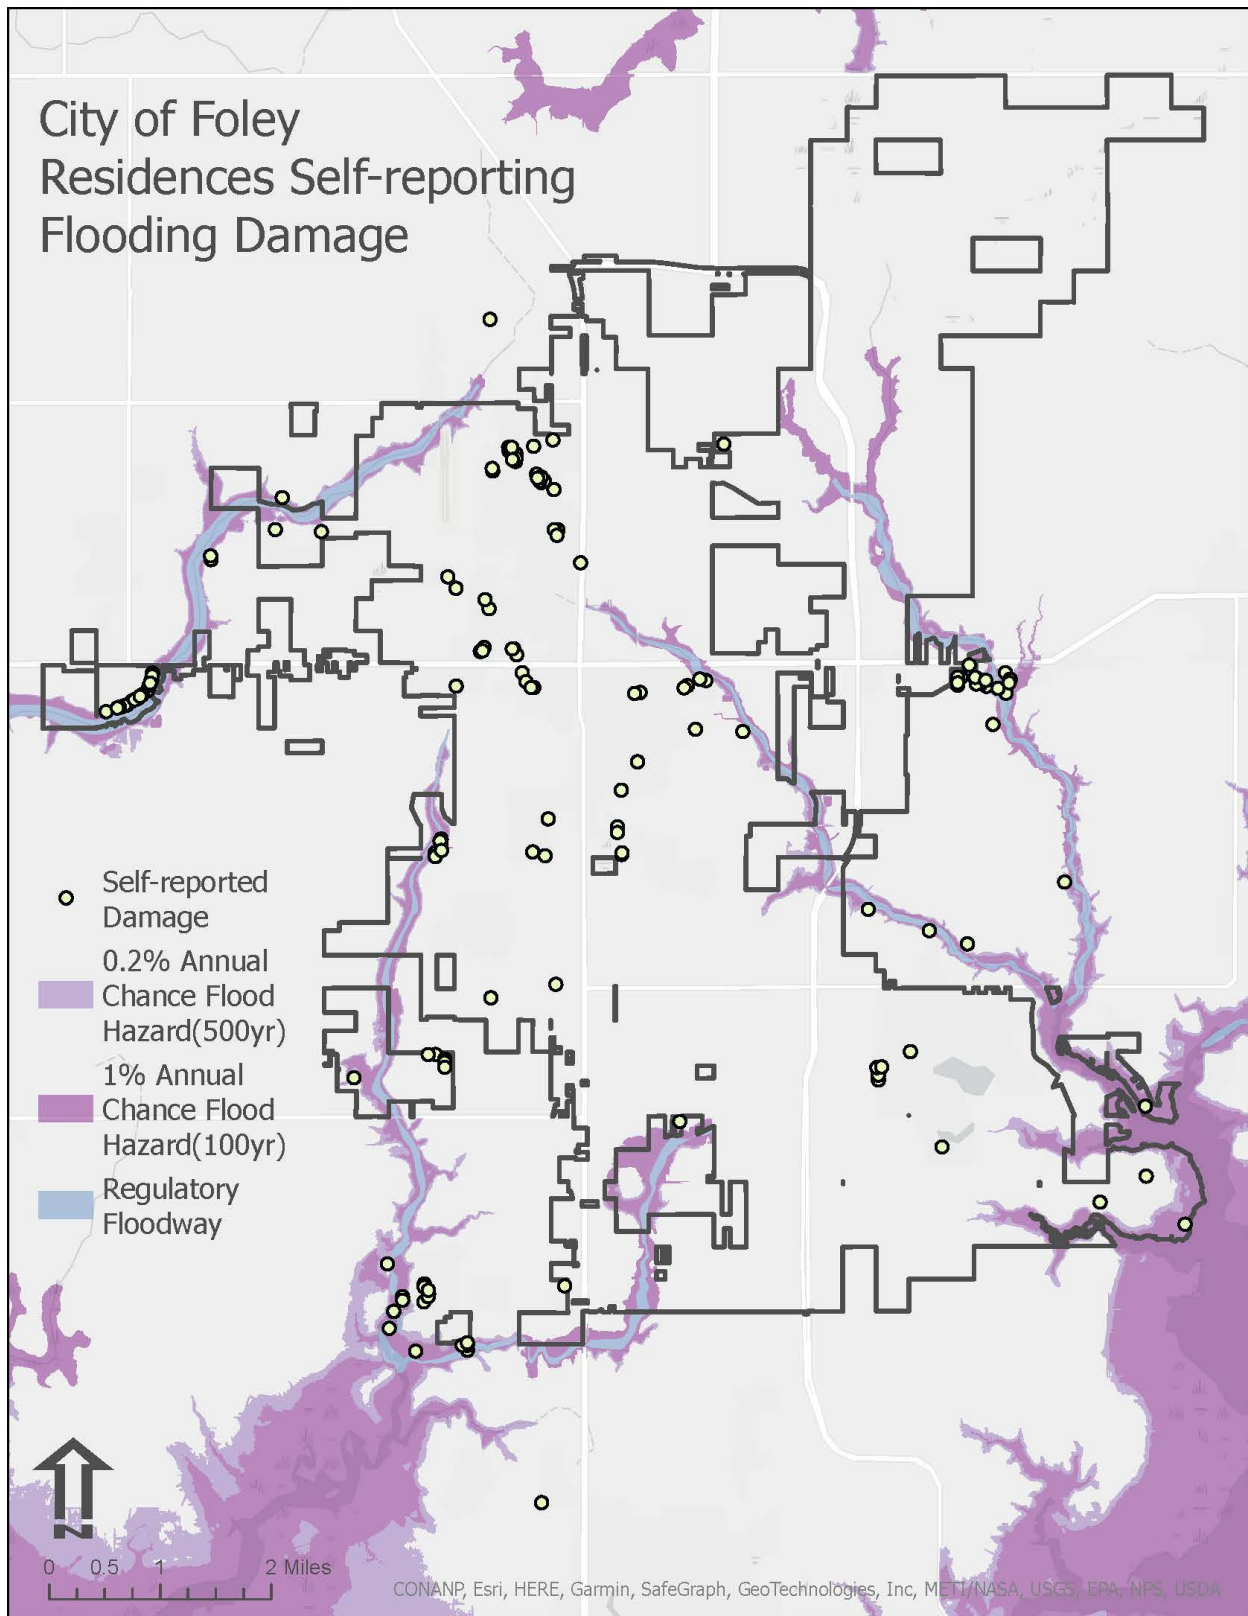 City of Foley
Residences Self-reporting
Flooding Damage
Self-reported
Damage
0.2% Annual
Chance Flood
Hazard(500yr)
1% Annual
Chance Flood
Hazard(100yr)
Regulatory
Floodway
N
0 0.5 1 2 Miles
CONANP, Esri, HERE, Garmin, SafeGraph, GeoTechnologies, Inc, METI/NASA, USGS, EPA, NPS, USDA